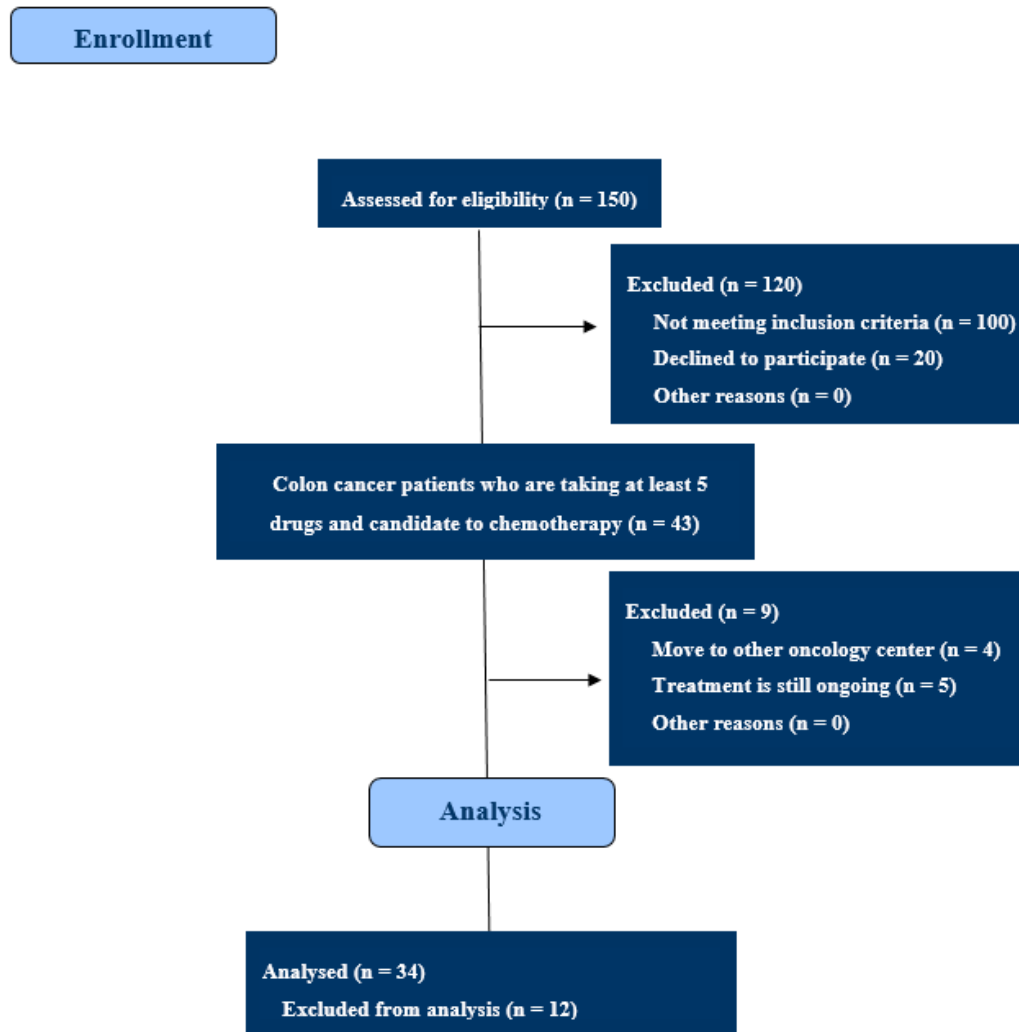 Enrollment
Assessed for eligibility (n = 150)
Excluded (n = 120)
Not meeting inclusion criteria (n = 100)
Declined to participate (n = 20)
Other reasons (n = 0)
Colon cancer patients who are taking at least 5
drugs and candidate to chemotherapy (n = 43)
Excluded (n = 9)
Move to other oncology center (n = 4)
Treatment is still ongoing (n = 5)
Other reasons (n = 0)
Analysis
Analysed (n = 34)
Excluded from analysis (n = 12)